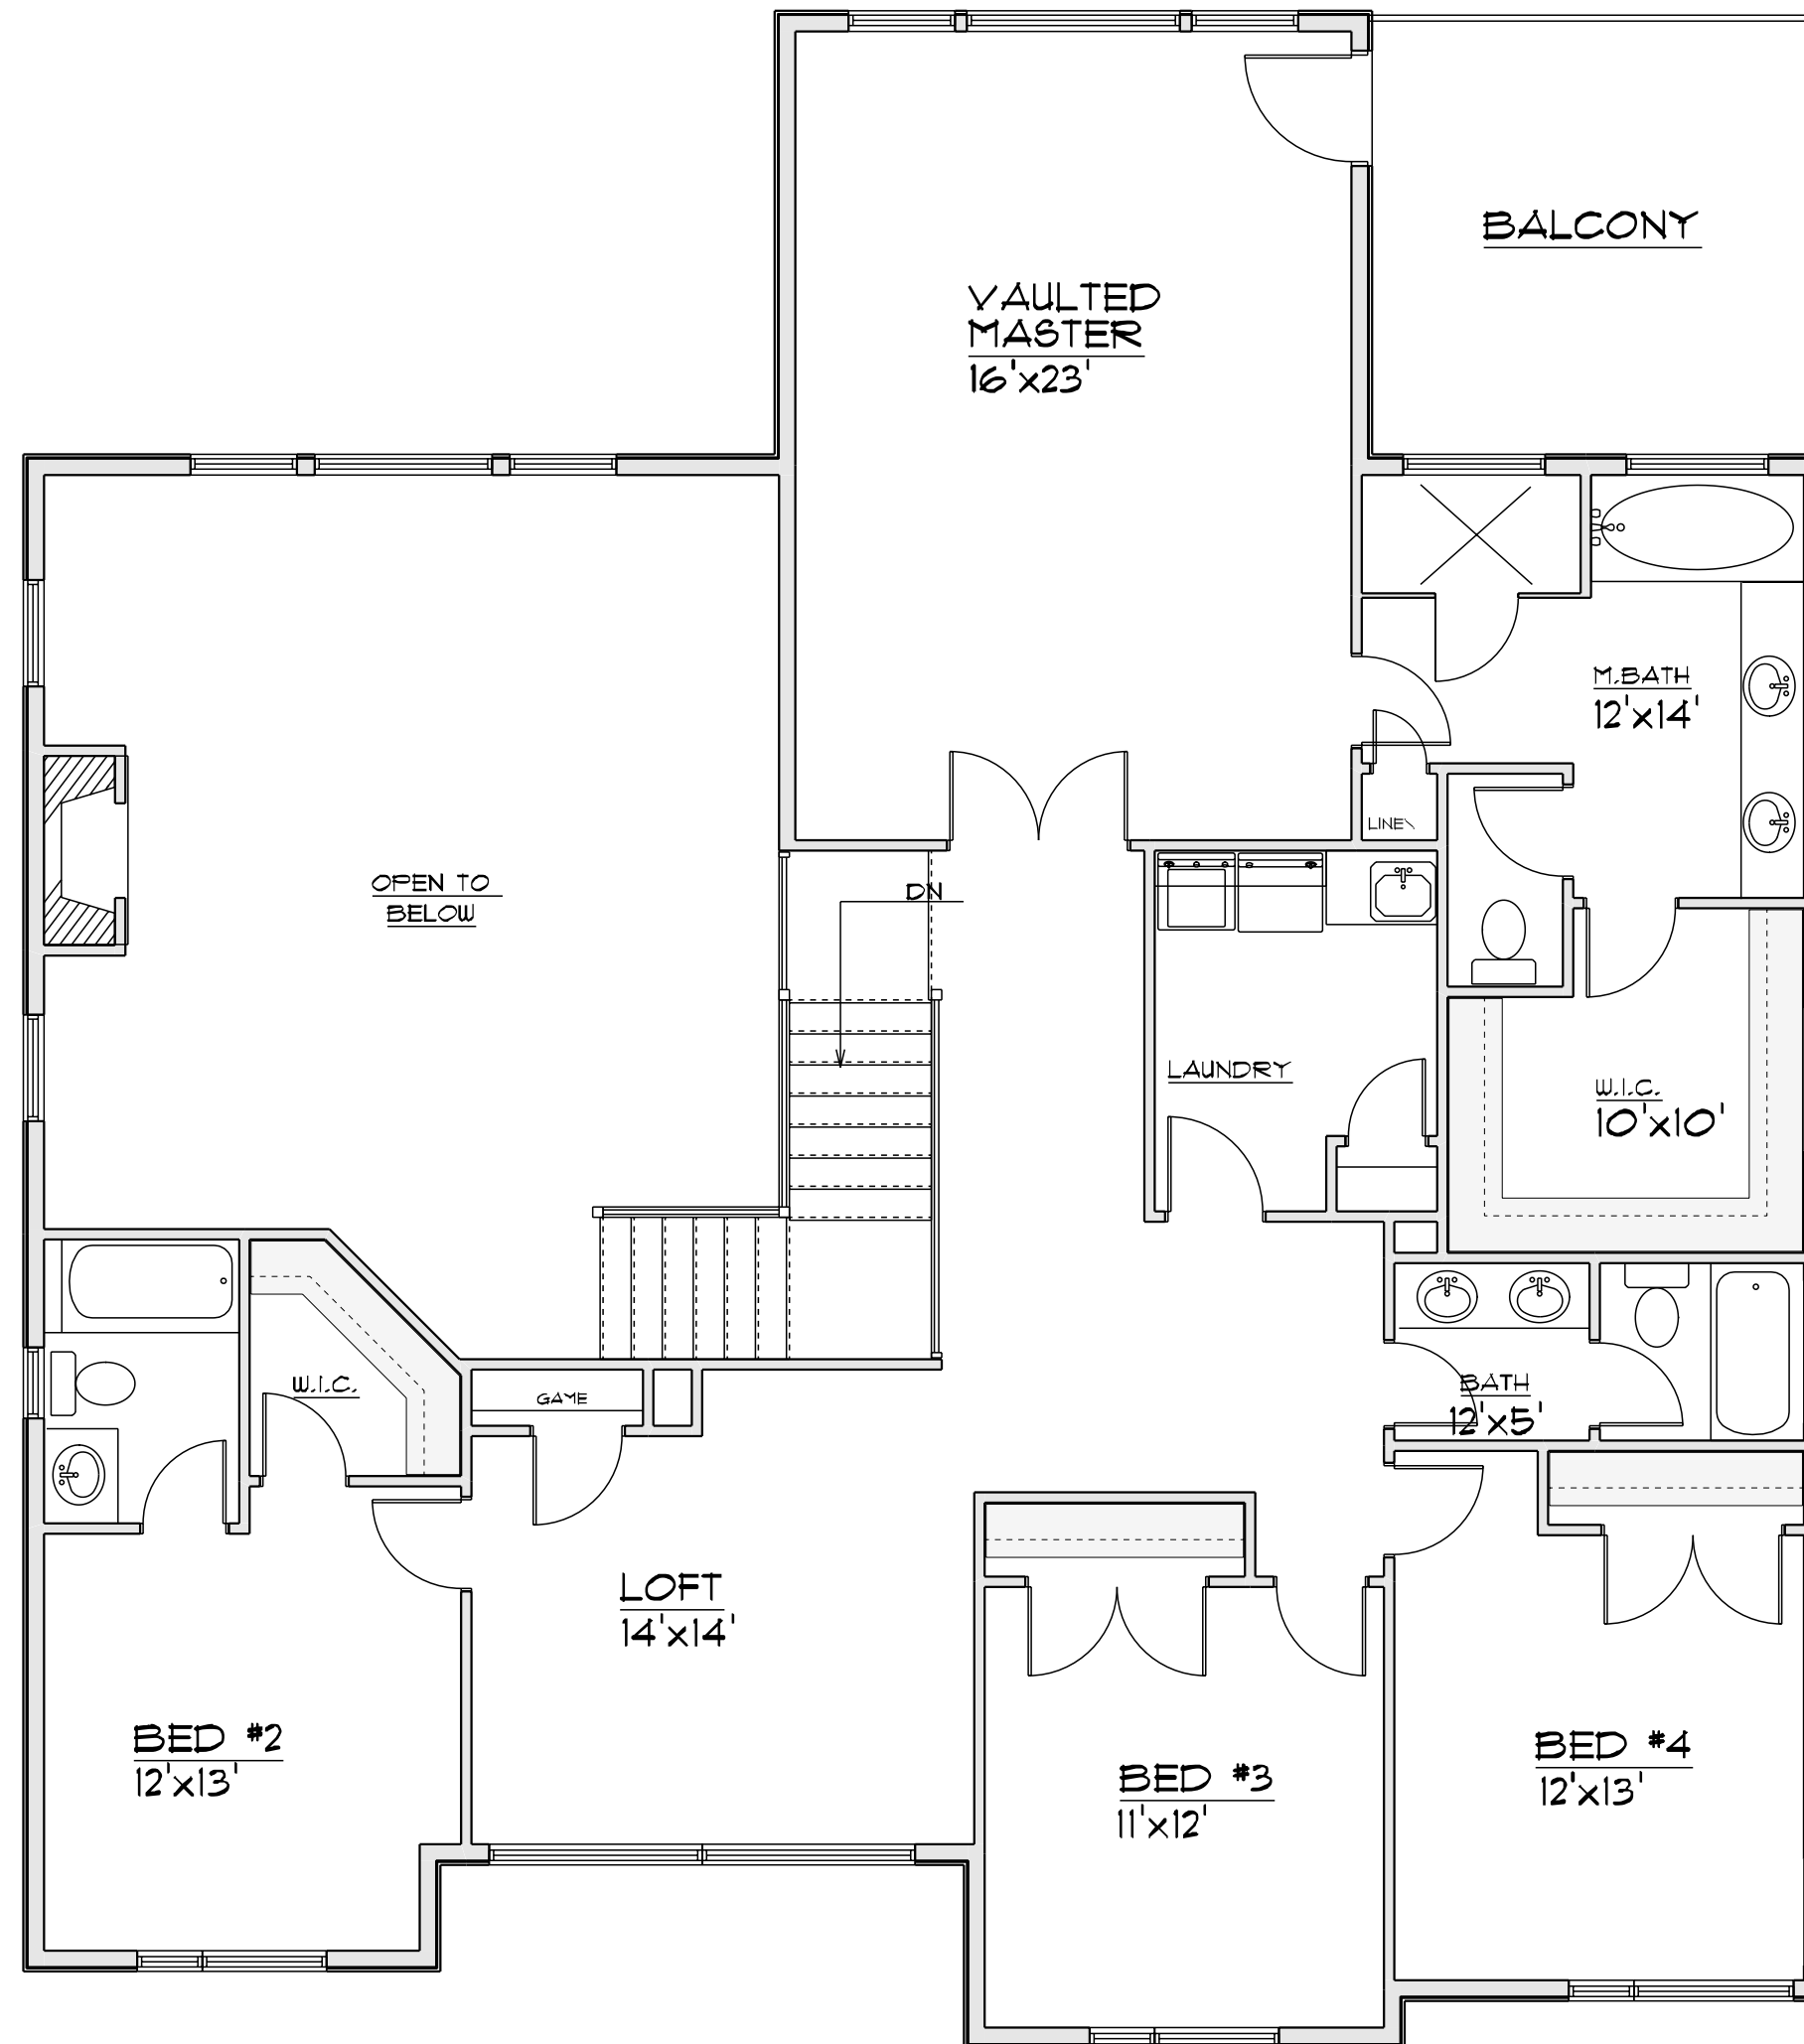 BALCONY
VAULTED
MASTER
16'x23'
M.BATH
12'x14'
LINEN
OPEN TO
BELOW
DN
LAUNDRY
W.I.C.
10'x10'
W.I.C.
GAME
BATH
12'x5'
LOFT
14'x14'
BED #2
12'x13'
BED #3
11'x12'
BED #4
12'x13'